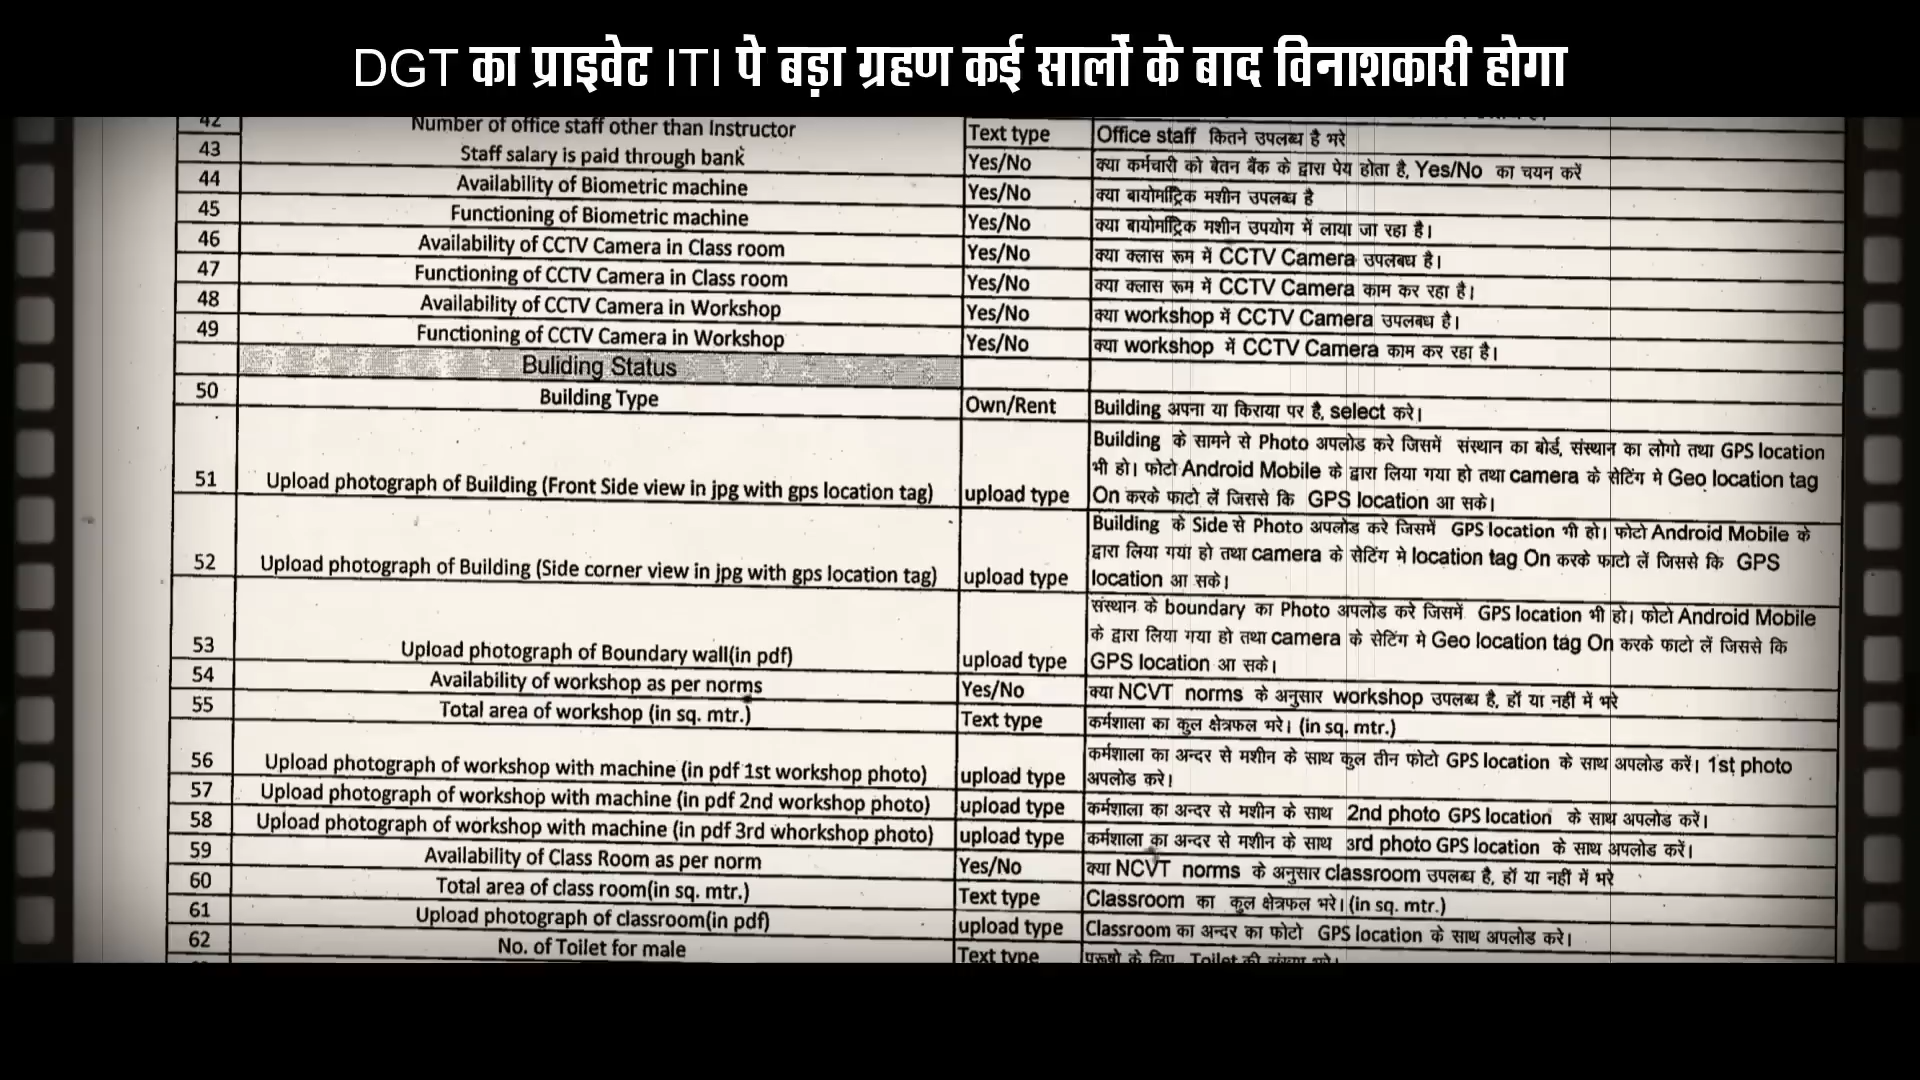 DGT का प्राइवेट ITI पे बड़ा ग्रहण कई सालों के बाद विनाशकारी होगा
42 Number of office staff other than Instructor Text type Office staff कितने उपलब्ध है भरे
43 Staff salary is paid through bank Yes/No क्या कर्मचारी को बेतन बैंक के द्वारा पेय होता है, Yes/No का चयन करें
44 Availability of Biometric machine Yes/No क्या बायोमॉट्रिक मशीन उपलब्ध है
45 Functioning of Biometric machine Yes/No क्या बायोमॉट्रिक मशीन उपयोग में लाया जा रहा है।
46 Availability of CCTV Camera in Class room Yes/No क्या क्लास रूम में CCTV Camera उपलबध है।
47 Functioning of CCTV Camera in Class room Yes/No क्या क्लास रूम में CCTV Camera काम कर रहा है।
48 Availability of CCTV Camera in Workshop Yes/No क्या workshop में CCTV Camera उपलबध है।
49 Functioning of CCTV Camera in Workshop Yes/No क्या workshop में CCTV Camera काम कर रहा है।
Buliding Status
50 Building Type Own/Rent Building अपना या किराया पर है, select करे।
Building के सामने से Photo अपलोड करे जिसमें संस्थान का बोर्ड, संस्थान का लोगो तथा GPS location
भी हो। फोटो Android Mobile के द्वारा लिया गया हो तथा camera के सेटिंग मे Geo location tag
51 Upload photograph of Building (Front Side view in jpg with gps location tag) upload type On करके फाटो लें जिससे कि GPS location आ सके।
Building के Side से Photo अपलोड करे जिसमें GPS location भी हो। फोटो Android Mobile के
द्वारा लिया गया हो तथा camera के सेटिंग मे location tag On करके फाटो लें जिससे कि GPS
52 Upload photograph of Building (Side corner view in jpg with gps location tag) upload type location आ सके।
संस्थान के boundary का Photo अपलोड करे जिसमें GPS location भी हो। फोटो Android Mobile
के द्वारा लिया गया हो तथा camera के सेटिंग मे Geo location tag On करके फाटो लें जिससे कि
53 Upload photograph of Boundary wall(in pdf) upload type GPS location आ सके।
54 Availability of workshop as per norms Yes/No क्या NCVT norms के अनुसार workshop उपलब्ध है, हॉ या नहीं में भरे
55 Total area of workshop (in sq. mtr.) Text type कर्मशाला का कुल क्षेत्रफल भरे। (in sq. mtr.)
कर्मशाला का अन्दर से मशीन के साथ कुल तीन फोटो GPS location के साथ अपलोड करें। 1st photo
56 Upload photograph of workshop with machine (in pdf 1st workshop photo) upload type अपलोड करे।
57 Upload photograph of workshop with machine (in pdf 2nd workshop photo) upload type कर्मशाला का अन्दर से मशीन के साथ 2nd photo GPS location के साथ अपलोड करें।
58 Upload photograph of workshop with machine (in pdf 3rd whorkshop photo) upload type कर्मशाला का अन्दर से मशीन के साथ 3rd photo GPS location के साथ अपलोड करें।
59 Availability of Class Room as per norm Yes/No क्या NCVT norms के अनुसार classroom उपलब्ध है, हॉ या नहीं में भरे
60 Total area of class room(in sq. mtr.) Text type Classroom का कुल क्षेत्रफल भरे। (in sq. mtr.)
61 Upload photograph of classroom(in pdf) upload type Classroom का अन्दर का फोटो GPS location के साथ अपलोड करे।
62 No. of Toilet for male Text type पुरूषो के लिए Toilet की संख्या भरे।